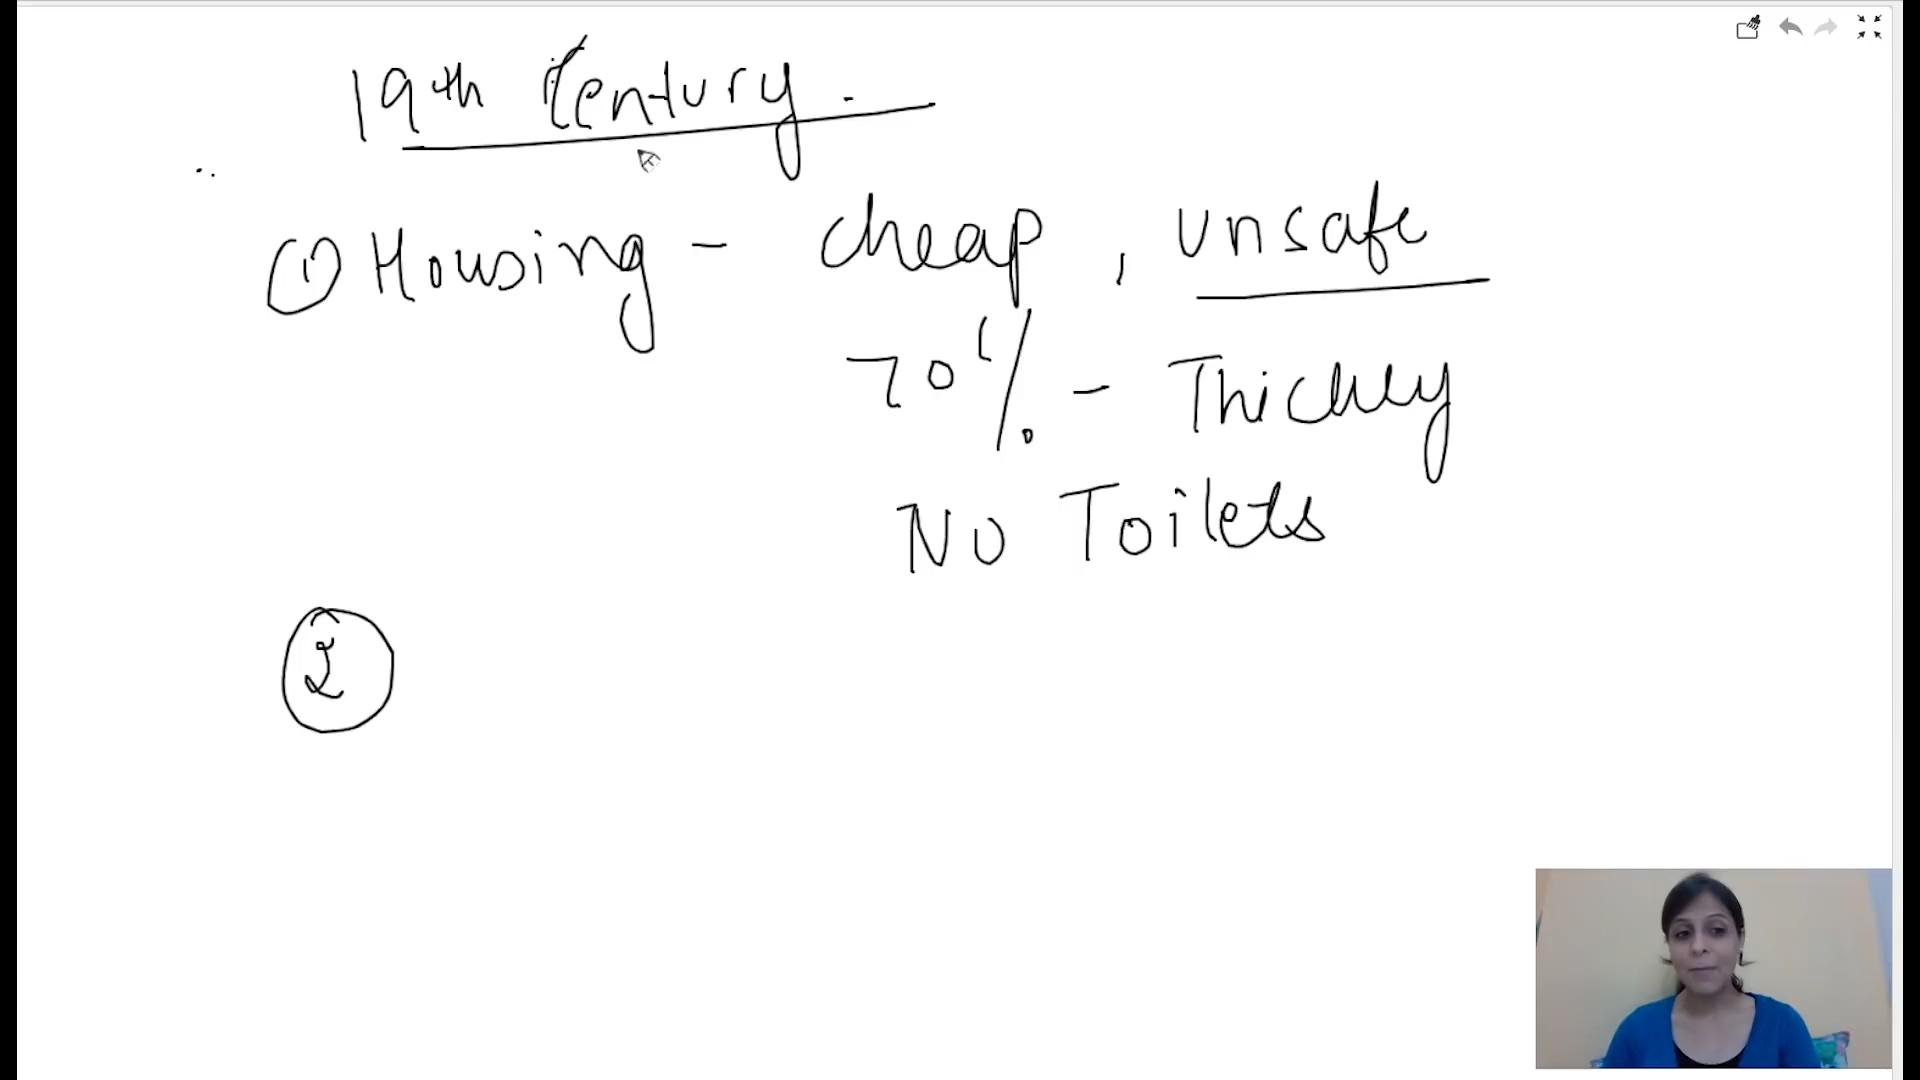 19th Century.
① Housing - cheap, unsafe
70% - Thickly
No Toilets
②